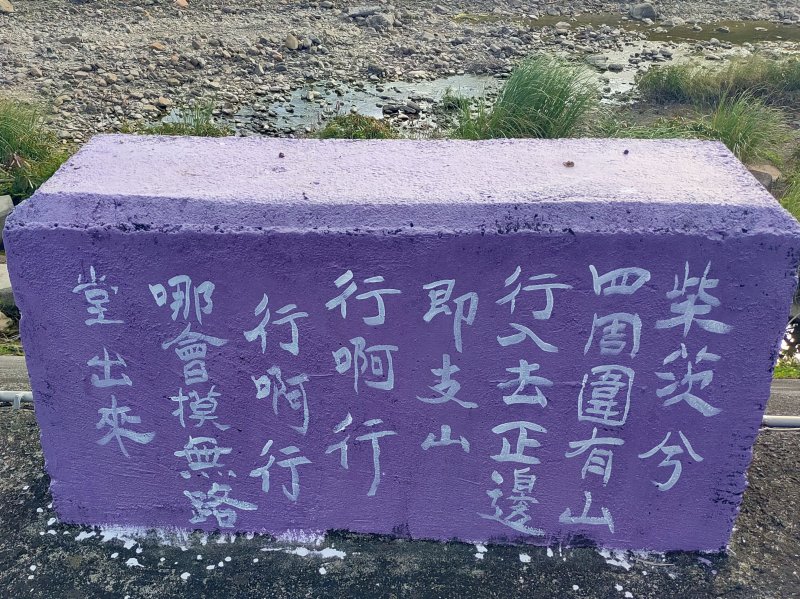 柴茨兮
四周圍有山
行入去正邊
即支山
行啊行
行啊行
哪會摸無路
堂出來